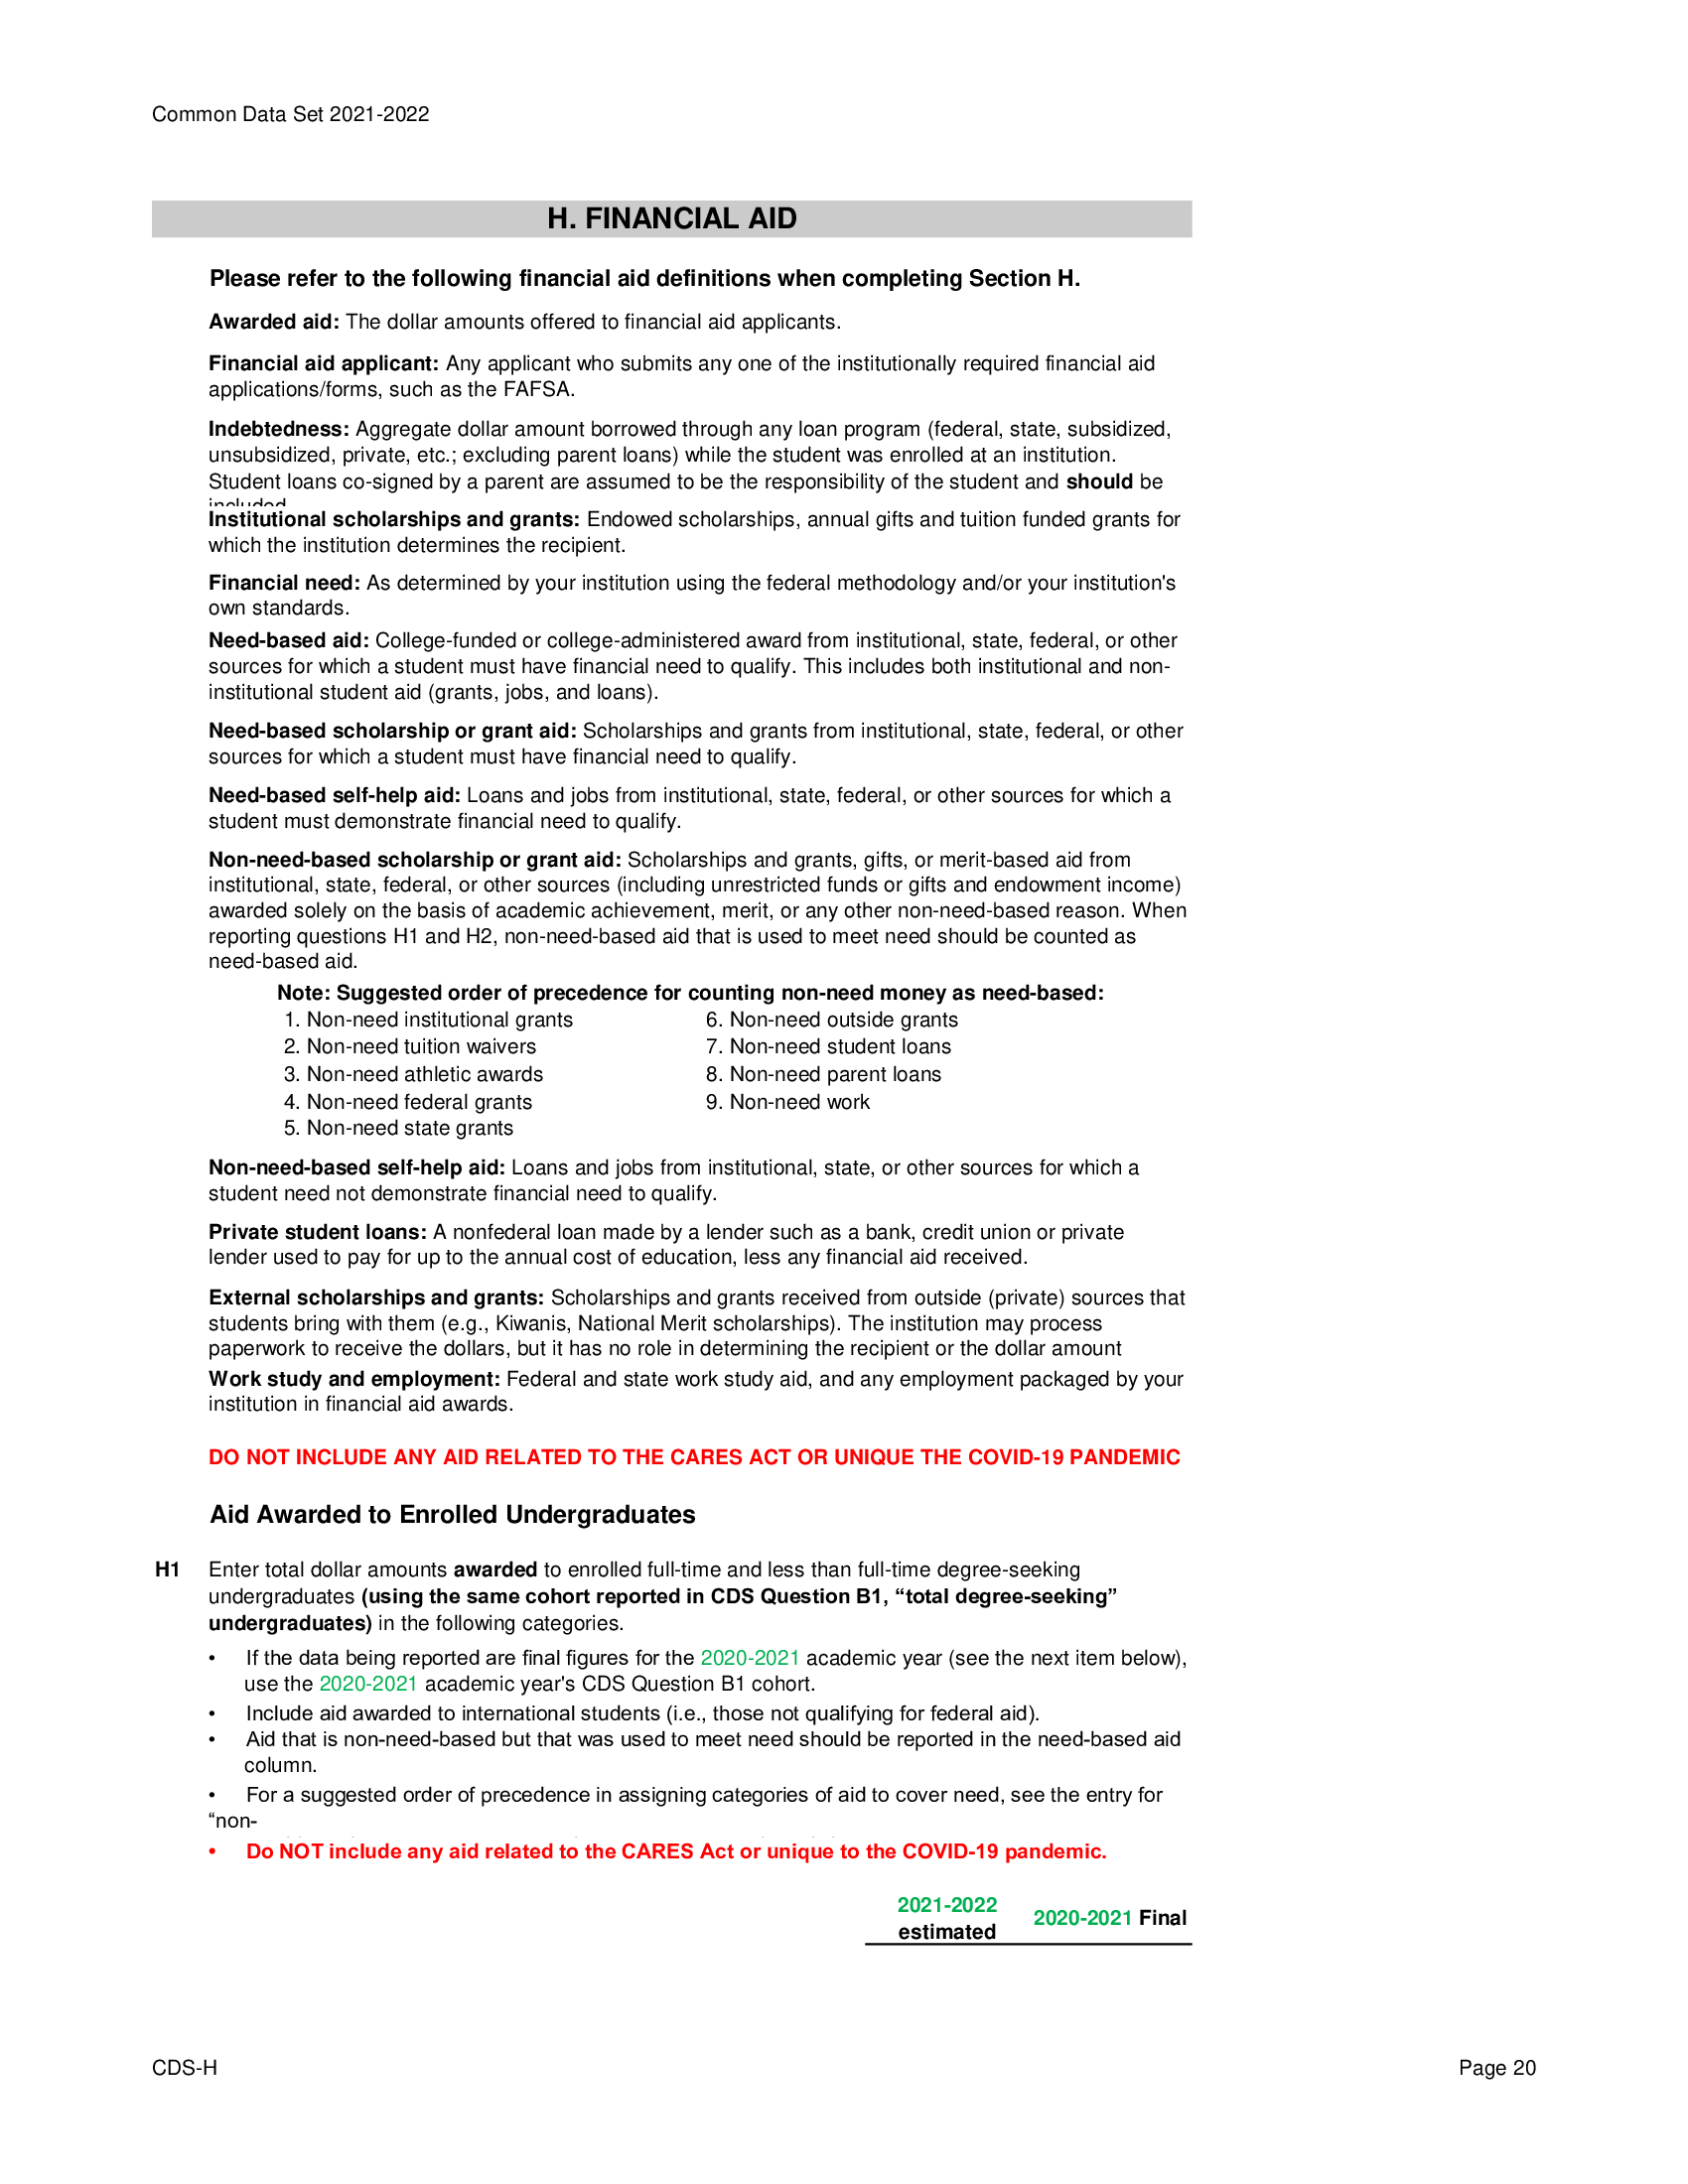 Common Data Set 2021-2022
H. FINANCIAL AID
Please refer to the following financial aid definitions when completing Section H.
Awarded aid: The dollar amounts offered to financial aid applicants.
Financial aid applicant: Any applicant who submits any one of the institutionally required financial aid
applications/forms, such as the FAFSA.
Indebtedness: Aggregate dollar amount borrowed through any loan program (federal, state, subsidized,
unsubsidized, private, etc.; excluding parent loans) while the student was enrolled at an institution.
Student loans co-signed by a parent are assumed to be the responsibility of the student and should be
included
Institutional scholarships and grants: Endowed scholarships, annual gifts and tuition funded grants for
which the institution determines the recipient.
Financial need: As determined by your institution using the federal methodology and/or your institution's
own standards.
Need-based aid: College-funded or college-administered award from institutional, state, federal, or other
sources for which a student must have financial need to qualify. This includes both institutional and non-
institutional student aid (grants, jobs, and loans).
Need-based scholarship or grant aid: Scholarships and grants from institutional, state, federal, or other
sources for which a student must have financial need to qualify.
Need-based self-help aid: Loans and jobs from institutional, state, federal, or other sources for which a
student must demonstrate financial need to qualify.
Non-need-based scholarship or grant aid: Scholarships and grants, gifts, or merit-based aid from
institutional, state, federal, or other sources (including unrestricted funds or gifts and endowment income)
awarded solely on the basis of academic achievement, merit, or any other non-need-based reason. When
reporting questions H1 and H2, non-need-based aid that is used to meet need should be counted as
need-based aid.
Note: Suggested order of precedence for counting non-need money as need-based:
1. Non-need institutional grants
2. Non-need tuition waivers
3. Non-need athletic awards
4. Non-need federal grants
5. Non-need state grants
6. Non-need outside grants
7. Non-need student loans
8. Non-need parent loans
9. Non-need work
Non-need-based self-help aid: Loans and jobs from institutional, state, or other sources for which a
student need not demonstrate financial need to qualify.
Private student loans: A nonfederal loan made by a lender such as a bank, credit union or private
lender used to pay for up to the annual cost of education, less any financial aid received.
External scholarships and grants: Scholarships and grants received from outside (private) sources that
students bring with them (e.g., Kiwanis, National Merit scholarships). The institution may process
paperwork to receive the dollars, but it has no role in determining the recipient or the dollar amount
Work study and employment: Federal and state work study aid, and any employment packaged by your
institution in financial aid awards.
DO NOT INCLUDE ANY AID RELATED TO THE CARES ACT OR UNIQUE THE COVID-19 PANDEMIC
Aid Awarded to Enrolled Undergraduates
H1 Enter total dollar amounts awarded to enrolled full-time and less than full-time degree-seeking
undergraduates (using the same cohort reported in CDS Question B1, “total degree-seeking”
undergraduates) in the following categories.
• If the data being reported are final figures for the 2020-2021 academic year (see the next item below),
use the 2020-2021 academic year's CDS Question B1 cohort.
• Include aid awarded to international students (i.e., those not qualifying for federal aid).
• Aid that is non-need-based but that was used to meet need should be reported in the need-based aid
column.
• For a suggested order of precedence in assigning categories of aid to cover need, see the entry for
“non-
• Do NOT include any aid related to the CARES Act or unique to the COVID-19 pandemic.
2021-2022
estimated
2020-2021 Final
CDS-H
Page 20